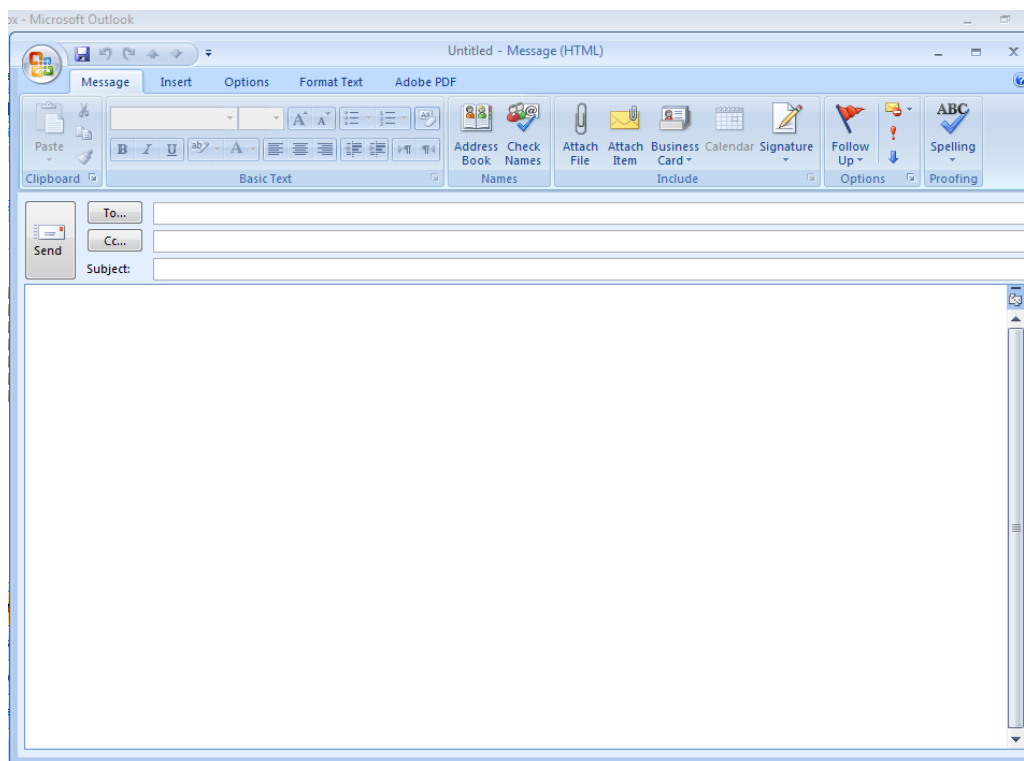 ox - Microsoft Outlook
Untitled - Message (HTML)
Message Insert Options Format Text Adobe PDF
Paste
B I U ab A
Address Book
Check Names
Attach File
Attach Item
Business Card
Calendar
Signature
Follow Up
ABC
Spelling
Clipboard Basic Text Names Include Options Proofing
To...
Cc...
Send
Subject: